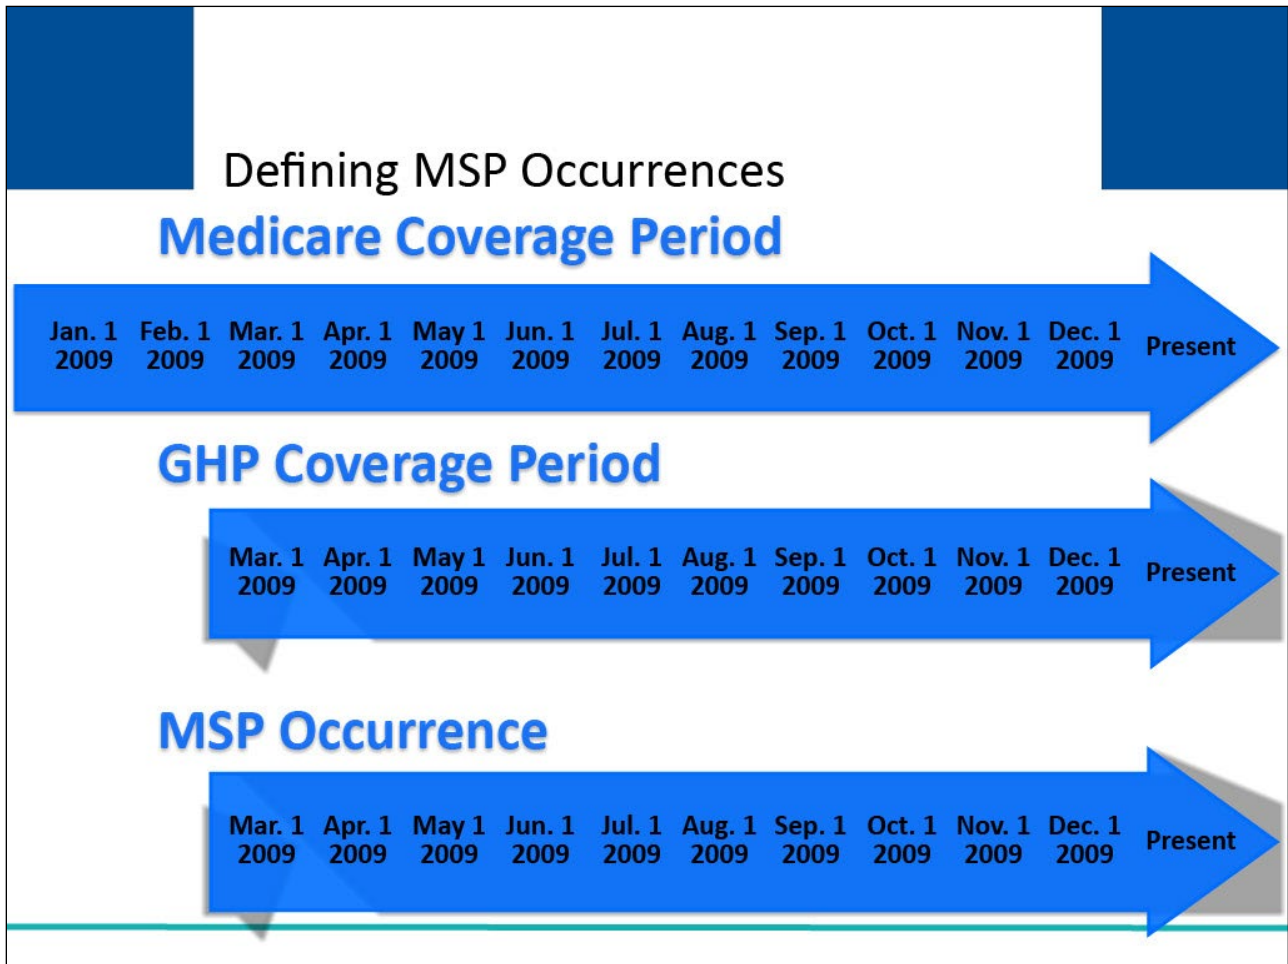 Defining MSP Occurrences
Medicare Coverage Period
Jan. 1 Feb. 1 Mar. 1 Apr. 1 May 1 Jun. 1 Jul. 1 Aug. 1 Sep. 1 Oct. 1 Nov. 1 Dec. 1 Present
2009 2009 2009 2009 2009 2009 2009 2009 2009 2009 2009 2009
GHP Coverage Period
Mar. 1 Apr. 1 May 1 Jun. 1 Jul. 1 Aug. 1 Sep. 1 Oct. 1 Nov. 1 Dec. 1 Present
2009 2009 2009 2009 2009 2009 2009 2009 2009 2009
MSP Occurrence
Mar. 1 Apr. 1 May 1 Jun. 1 Jul. 1 Aug. 1 Sep. 1 Oct. 1 Nov. 1 Dec. 1 Present
2009 2009 2009 2009 2009 2009 2009 2009 2009 2009